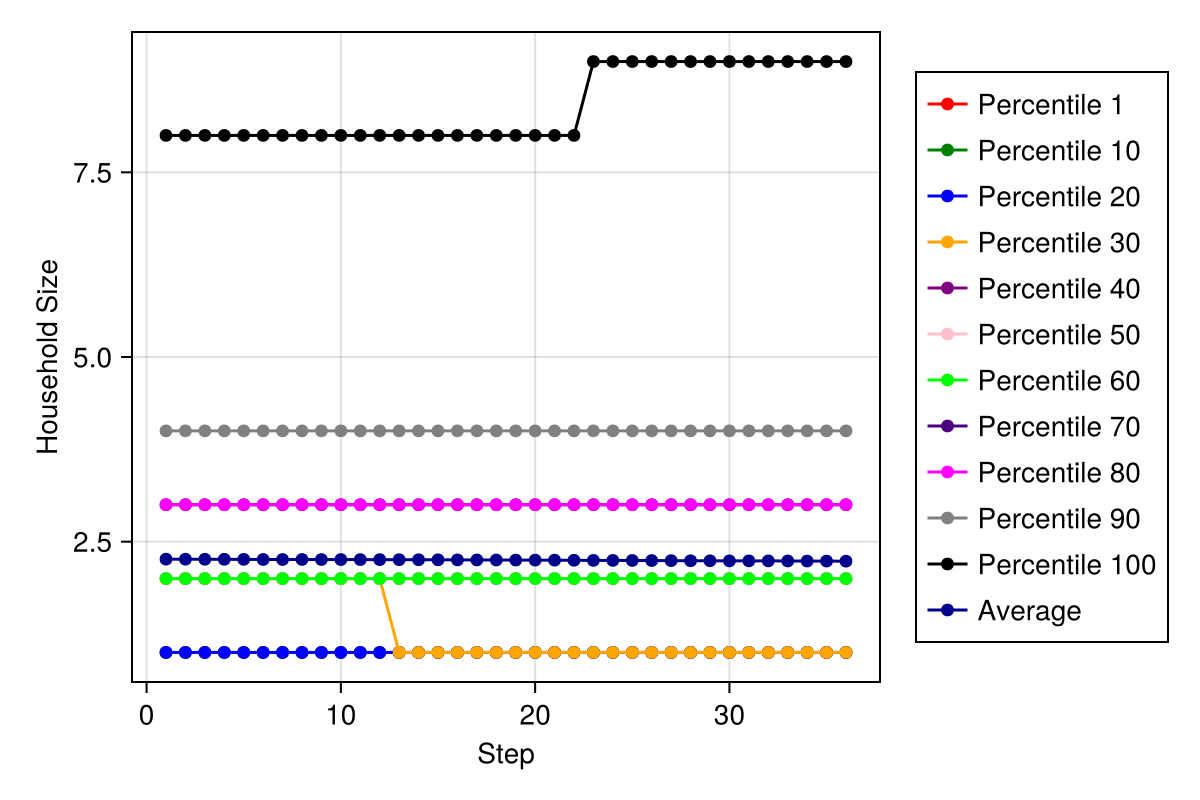 Household Size
7.5
5.0
2.5
0
10
20
30
Step
Percentile 1
Percentile 10
Percentile 20
Percentile 30
Percentile 40
Percentile 50
Percentile 60
Percentile 70
Percentile 80
Percentile 90
Percentile 100
Average